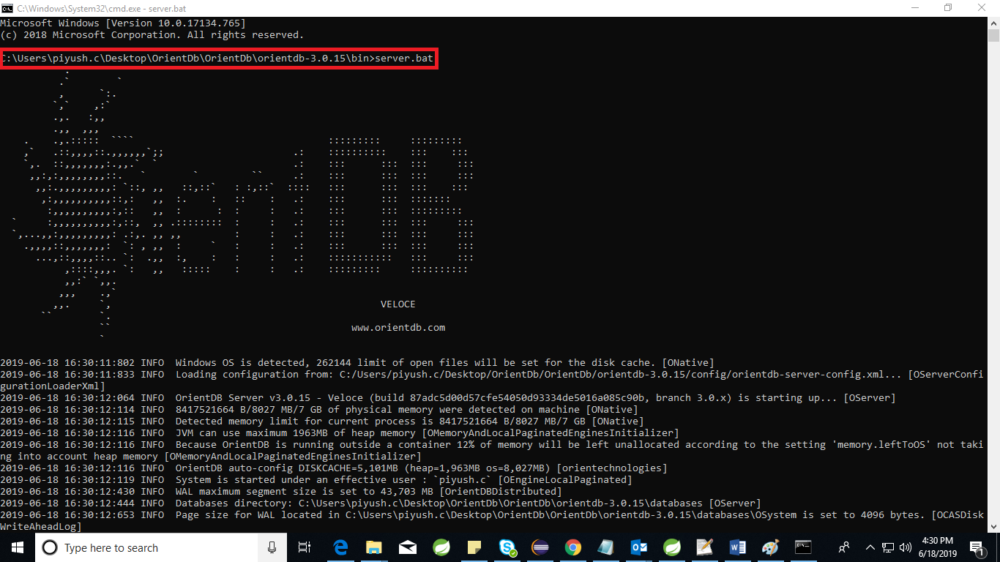 C:\Windows\System32\cmd.exe - server.bat
Microsoft Windows [Version 10.0.17134.765]
(c) 2018 Microsoft Corporation. All rights reserved.
C:\Users\piyush.c\Desktop\OrientDb\OrientDb\orientdb-3.0.15\bin>server.bat
OrientDB
VELOCE
www.orientdb.com
2019-06-18 16:30:11:802 INFO  Windows OS is detected, 262144 limit of open files will be set for the disk cache. [ONative]
2019-06-18 16:30:11:833 INFO  Loading configuration from: C:/Users/piyush.c/Desktop/OrientDb/OrientDb/orientdb-3.0.15/config/orientdb-server-config.xml... [OServerConfi
gurationLoaderXml]
2019-06-18 16:30:12:064 INFO  OrientDB Server v3.0.15 - Veloce (build 87adc5d00d57cfe54050d93334de5016a085c90b, branch 3.0.x) is starting up... [OServer]
2019-06-18 16:30:12:114 INFO  8417521664 B/8027 MB/7 GB of physical memory were detected on machine [ONative]
2019-06-18 16:30:12:115 INFO  Detected memory limit for current process is 8417521664 B/8027 MB/7 GB [ONative]
2019-06-18 16:30:12:116 INFO  JVM can use maximum 1963MB of heap memory [OMemoryAndLocalPaginatedEnginesInitializer]
2019-06-18 16:30:12:116 INFO  Because OrientDB is running outside a container 12% of memory will be left unallocated according to the setting 'memory.leftToOS' not taki
ng into account heap memory [OMemoryAndLocalPaginatedEnginesInitializer]
2019-06-18 16:30:12:116 INFO  OrientDB auto-config DISKCACHE=5,101MB (heap=1,963MB os=8,027MB) [orientechnologies]
2019-06-18 16:30:12:119 INFO  System is started under an effective user : `piyush.c` [OEngineLocalPaginated]
2019-06-18 16:30:12:430 INFO  WAL maximum segment size is set to 43,703 MB [OrientDBDistributed]
2019-06-18 16:30:12:444 INFO  Databases directory: C:\Users\piyush.c\Desktop\OrientDb\OrientDb\orientdb-3.0.15\databases [OServer]
2019-06-18 16:30:12:653 INFO  Page size for WAL located in C:\Users\piyush.c\Desktop\OrientDb\OrientDb\orientdb-3.0.15\databases\OSystem is set to 4096 bytes. [OCASDisk
WriteAheadLog]
Type here to search
4:30 PM
6/18/2019
1